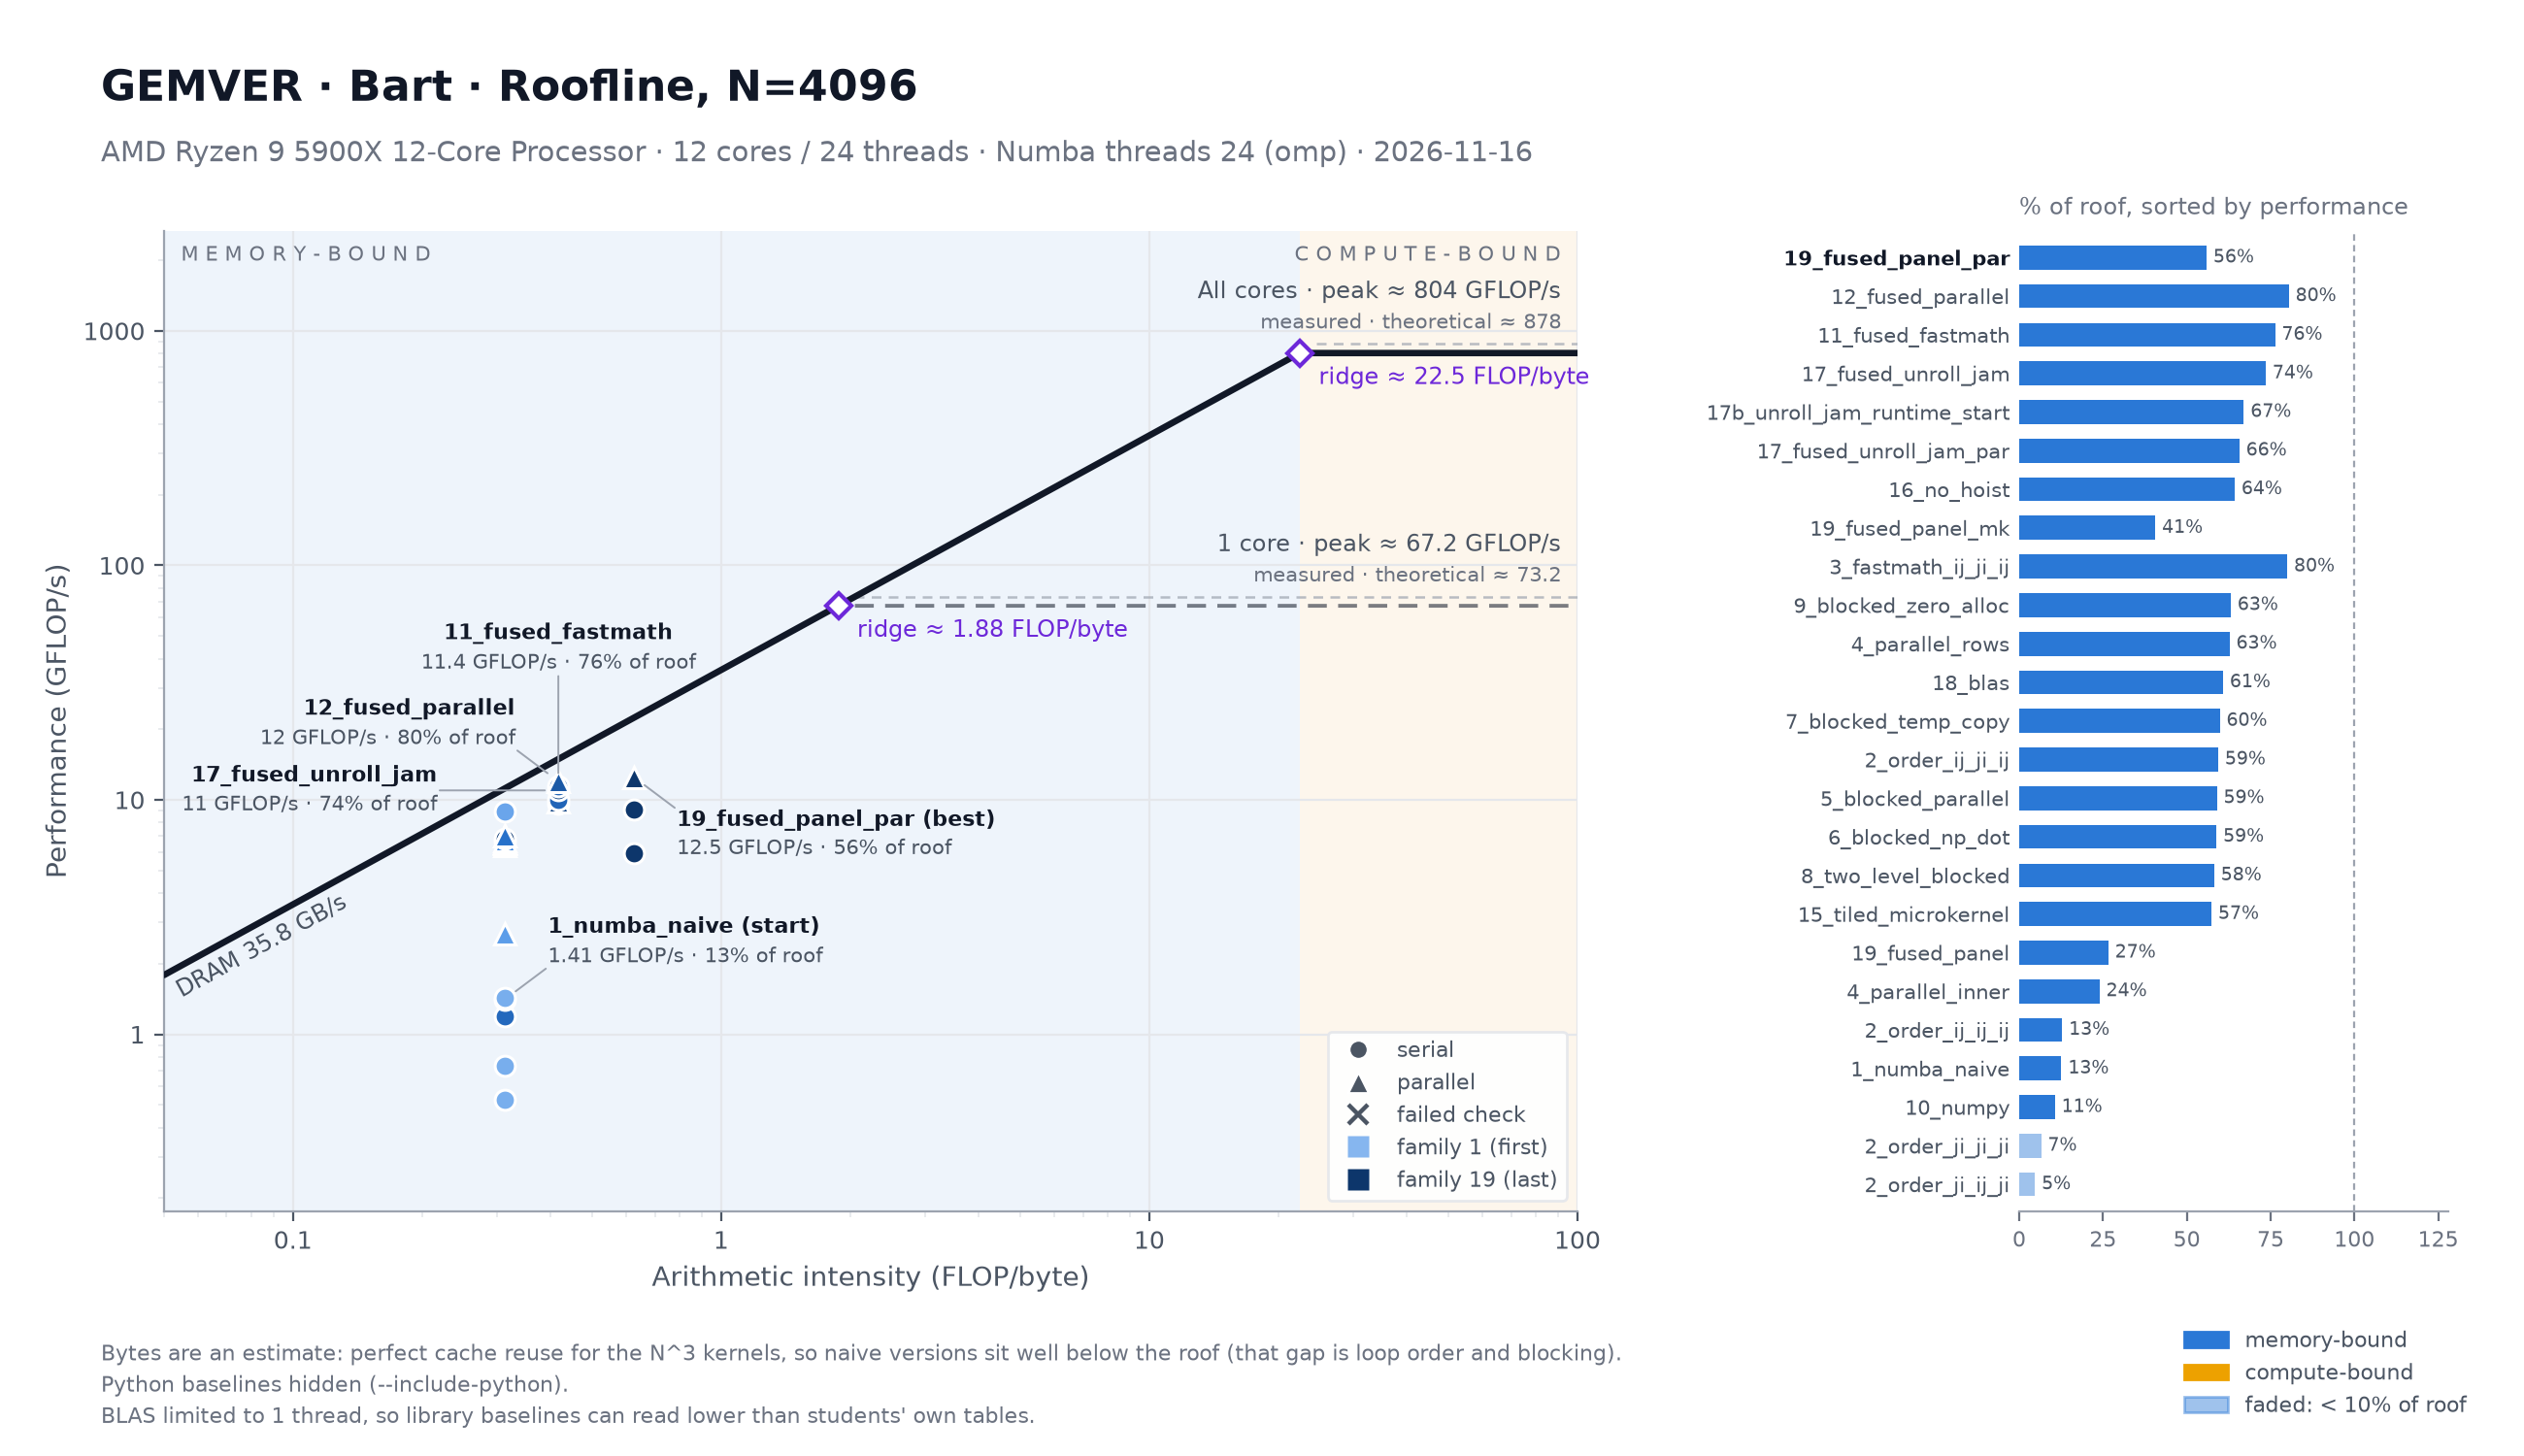 GEMVER · Bart · Roofline, N=4096
AMD Ryzen 9 5900X 12-Core Processor · 12 cores / 24 threads · Numba threads 24 (omp) · 2026-11-16
MEMORY-BOUND
COMPUTE-BOUND
All cores · peak ≈ 804 GFLOP/s
measured · theoretical ≈ 878
ridge ≈ 22.5 FLOP/byte
1 core · peak ≈ 67.2 GFLOP/s
measured · theoretical ≈ 73.2
ridge ≈ 1.88 FLOP/byte
11_fused_fastmath
11.4 GFLOP/s · 76% of roof
12_fused_parallel
12 GFLOP/s · 80% of roof
17_fused_unroll_jam
11 GFLOP/s · 74% of roof
19_fused_panel_par (best)
12.5 GFLOP/s · 56% of roof
1_numba_naive (start)
1.41 GFLOP/s · 13% of roof
DRAM 35.8 GB/s
Performance (GFLOP/s)
1000
100
10
1
0.1
1
10
100
Arithmetic intensity (FLOP/byte)
serial
parallel
failed check
family 1 (first)
family 19 (last)
% of roof, sorted by performance
19_fused_panel_par 56%
12_fused_parallel 80%
11_fused_fastmath 76%
17_fused_unroll_jam 74%
17b_unroll_jam_runtime_start 67%
17_fused_unroll_jam_par 66%
16_no_hoist 64%
19_fused_panel_mk 41%
3_fastmath_ij_ji_ij 80%
9_blocked_zero_alloc 63%
4_parallel_rows 63%
18_blas 61%
7_blocked_temp_copy 60%
2_order_ij_ji_ij 59%
5_blocked_parallel 59%
6_blocked_np_dot 59%
8_two_level_blocked 58%
15_tiled_microkernel 57%
19_fused_panel 27%
4_parallel_inner 24%
2_order_ij_ij_ij 13%
1_numba_naive 13%
10_numpy 11%
2_order_ji_ji_ji 7%
2_order_ji_ij_ji 5%
0 25 50 75 100 125
memory-bound
compute-bound
faded: < 10% of roof
Bytes are an estimate: perfect cache reuse for the N^3 kernels, so naive versions sit well below the roof (that gap is loop order and blocking).
Python baselines hidden (--include-python).
BLAS limited to 1 thread, so library baselines can read lower than students' own tables.